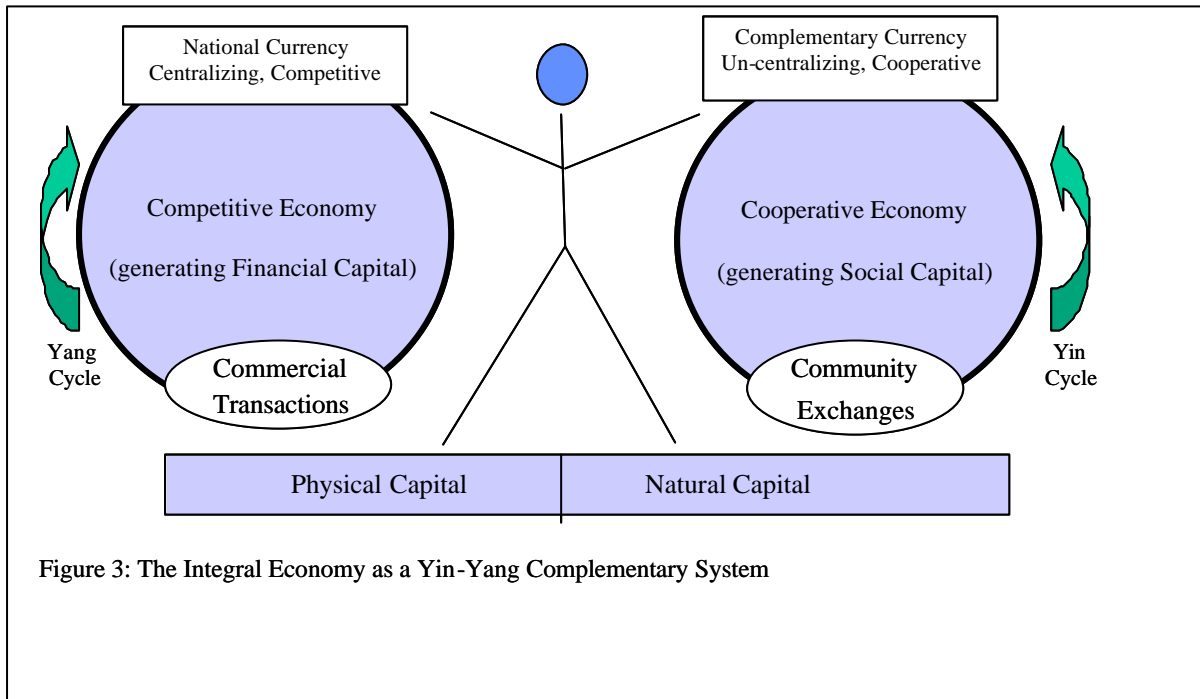 National Currency
Centralizing, Competitive
Complementary Currency
Un-centralizing, Cooperative
Competitive Economy
(generating Financial Capital)
Cooperative Economy
(generating Social Capital)
Yang
Cycle
Commercial
Transactions
Community
Exchanges
Yin
Cycle
Physical Capital
Natural Capital
Figure 3: The Integral Economy as a Yin-Yang Complementary System